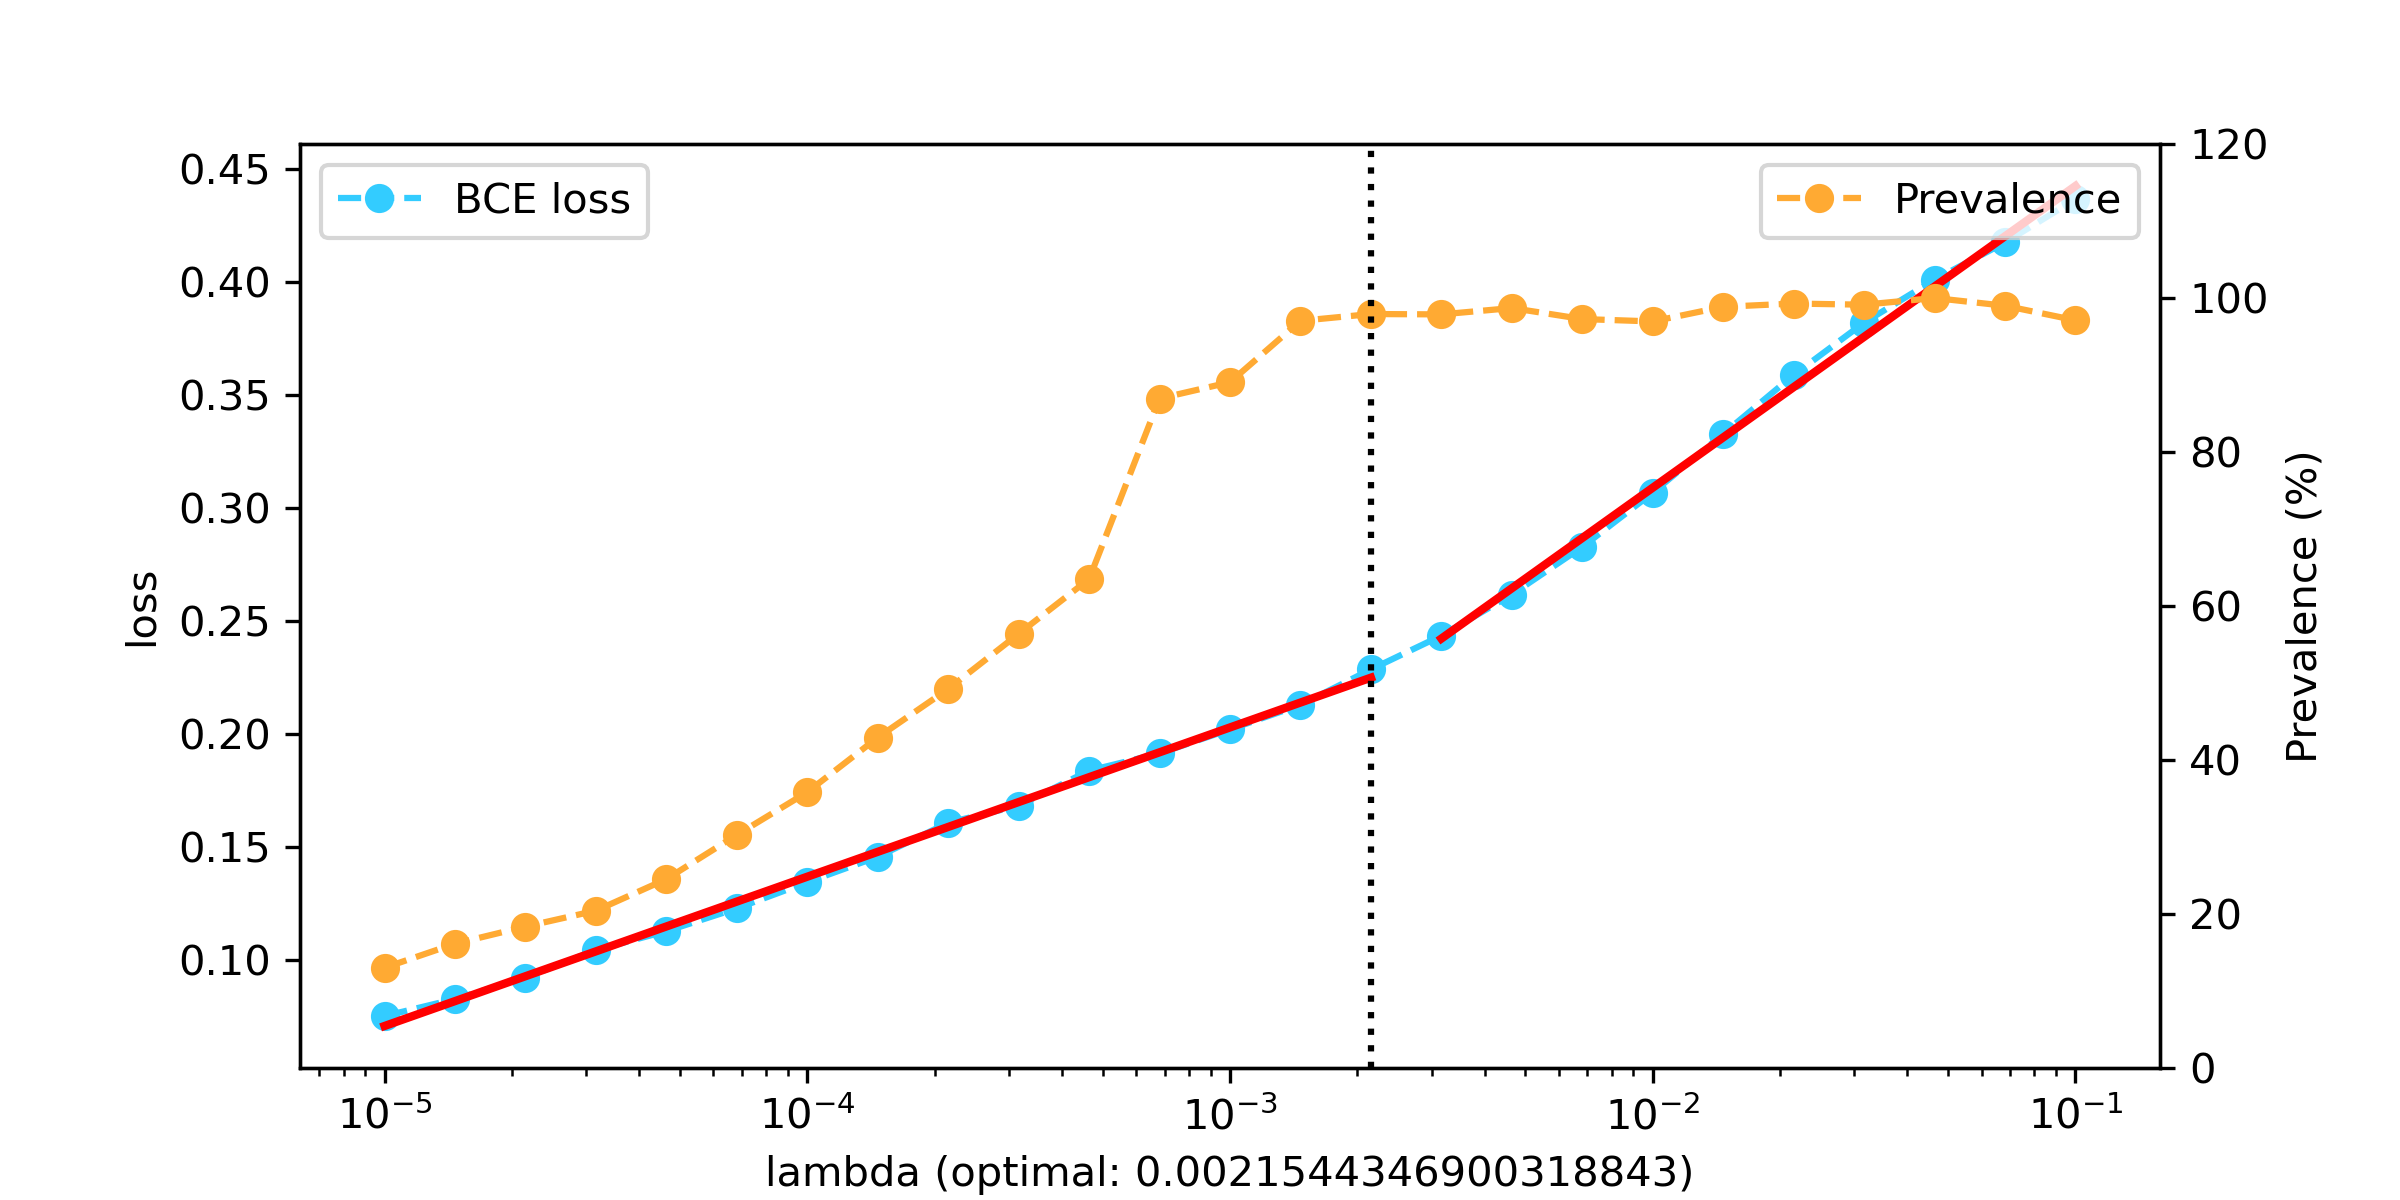 BCE loss
Prevalence
0.45
0.40
0.35
0.30
0.25
0.20
0.15
0.10
loss
120
100
80
60
40
20
0
Prevalence (%)
10⁻⁵ 10⁻⁴ 10⁻³ 10⁻² 10⁻¹
lambda (optimal: 0.0021544346900318843)